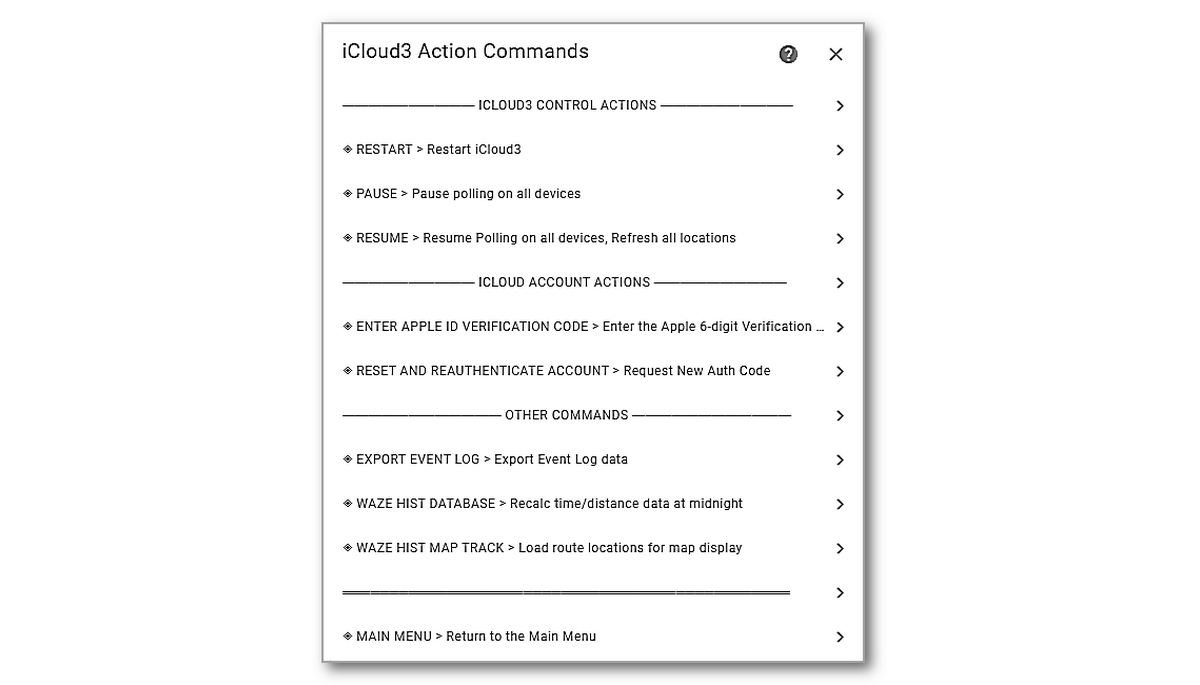 iCloud3 Action Commands
ICLOUD3 CONTROL ACTIONS
◈ RESTART > Restart iCloud3
◈ PAUSE > Pause polling on all devices
◈ RESUME > Resume Polling on all devices, Refresh all locations
ICLOUD ACCOUNT ACTIONS
◈ ENTER APPLE ID VERIFICATION CODE > Enter the Apple 6-digit Verification ...
◈ RESET AND REAUTHENTICATE ACCOUNT > Request New Auth Code
OTHER COMMANDS
◈ EXPORT EVENT LOG > Export Event Log data
◈ WAZE HIST DATABASE > Recalc time/distance data at midnight
◈ WAZE HIST MAP TRACK > Load route locations for map display
◈ MAIN MENU > Return to the Main Menu